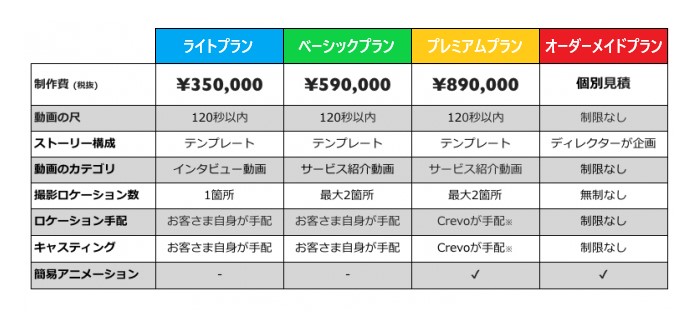 ライトプラン ベーシックプラン プレミアムプラン オーダーメイドプラン
制作費 (税抜) ¥350,000 ¥590,000 ¥890,000 個別見積
動画の尺 120秒以内 120秒以内 120秒以内 制限なし
ストーリー構成 テンプレート テンプレート テンプレート ディレクターが企画
動画のカテゴリ インタビュー動画 サービス紹介動画 サービス紹介動画 制限なし
撮影ロケーション数 1箇所 最大2箇所 最大2箇所 無制なし
ロケーション手配 お客さま自身が手配 お客さま自身が手配 Crevoが手配※ 制限なし
キャスティング お客さま自身が手配 お客さま自身が手配 Crevoが手配※ 制限なし
簡易アニメーション - - ✓ ✓